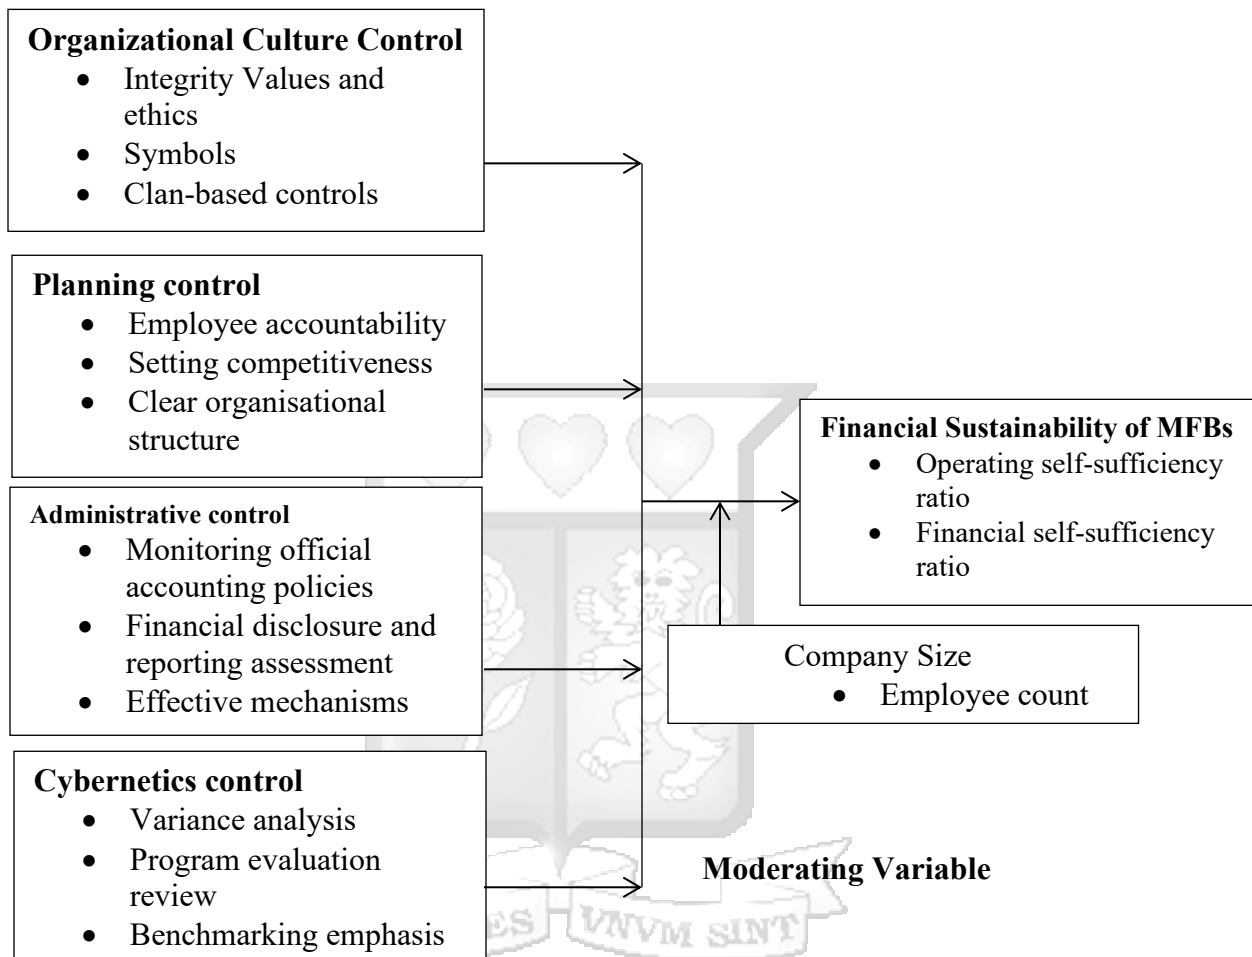 Organizational Culture Control
• Integrity Values and
ethics
• Symbols
• Clan-based controls
Planning control
• Employee accountability
• Setting competitiveness
• Clear organisational
structure
Administrative control
• Monitoring official
accounting policies
• Financial disclosure and
reporting assessment
• Effective mechanisms
Cybernetics control
• Variance analysis
• Program evaluation
review
• Benchmarking emphasis
Financial Sustainability of MFBs
• Operating self-sufficiency
ratio
• Financial self-sufficiency
ratio
Company Size
• Employee count
Moderating Variable
VNVM SINT